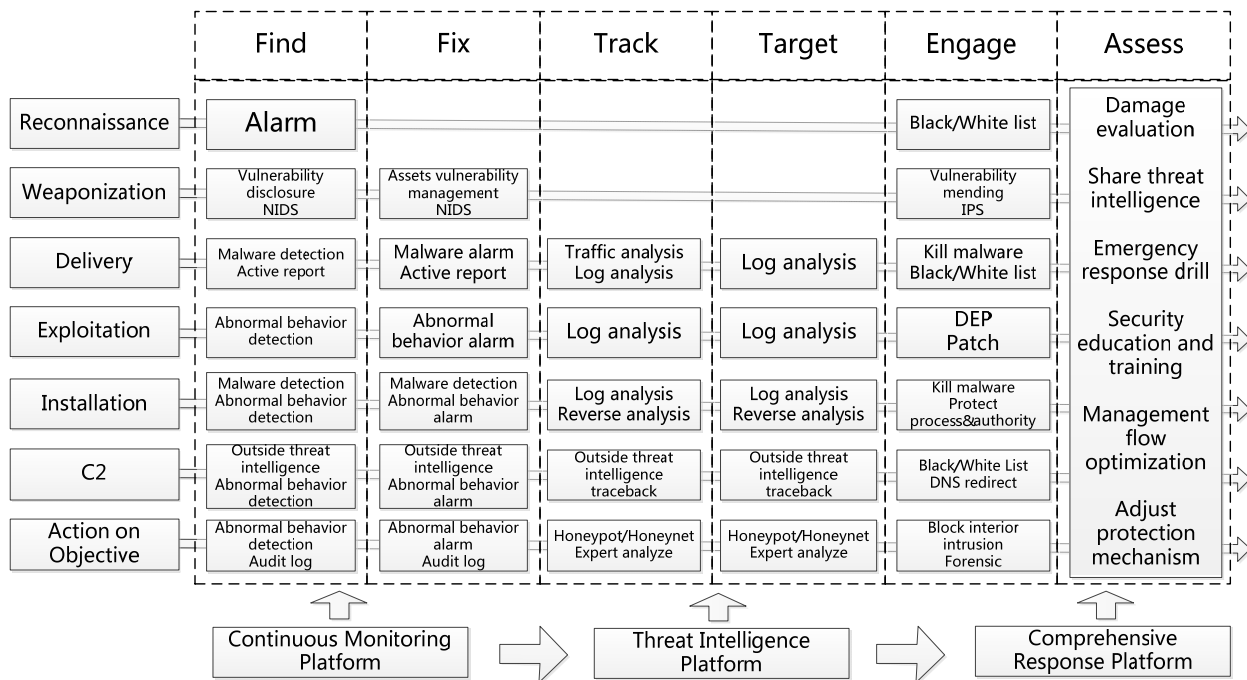 Find
Fix
Track
Target
Engage
Assess
Reconnaissance
Alarm
Black/White list
Weaponization
Vulnerability
disclosure
NIDS
Assets vulnerability
management
NIDS
Vulnerability
mending
IPS
Delivery
Malware detection
Active report
Malware alarm
Active report
Traffic analysis
Log analysis
Log analysis
Kill malware
Black/White list
Exploitation
Abnormal behavior
detection
Abnormal
behavior alarm
Log analysis
Log analysis
DEP
Patch
Installation
Malware detection
Abnormal behavior
detection
Malware detection
Abnormal behavior
alarm
Log analysis
Reverse analysis
Log analysis
Reverse analysis
Kill malware
Protect
process&authority
C2
Outside threat
intelligence
Abnormal behavior
detection
Outside threat
intelligence
Abnormal behavior
alarm
Outside threat
intelligence
traceback
Outside threat
intelligence
traceback
Black/White List
DNS redirect
Action on
Objective
Abnormal behavior
detection
Audit log
Abnormal behavior
alarm
Audit log
Honeypot/Honeynet
Expert analyze
Honeypot/Honeynet
Expert analyze
Block interior
intrusion
Forensic
Damage
evaluation
Share threat
intelligence
Emergency
response drill
Security
education and
training
Management
flow
optimization
Adjust
protection
mechanism
Continuous Monitoring
Platform
Threat Intelligence
Platform
Comprehensive
Response Platform